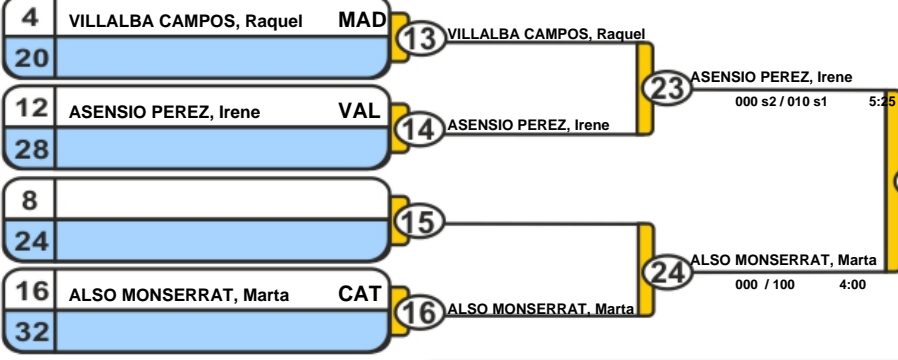 4 VILLALBA CAMPOS, Raquel MAD
20
13 VILLALBA CAMPOS, Raquel
12 ASENSIO PEREZ, Irene VAL
28
14 ASENSIO PEREZ, Irene
23 ASENSIO PEREZ, Irene
000 s2 / 010 s1 5:25
8
24
15
16 ALSO MONSERRAT, Marta CAT
32
16 ALSO MONSERRAT, Marta
24 ALSO MONSERRAT, Marta
000 / 100 4:00